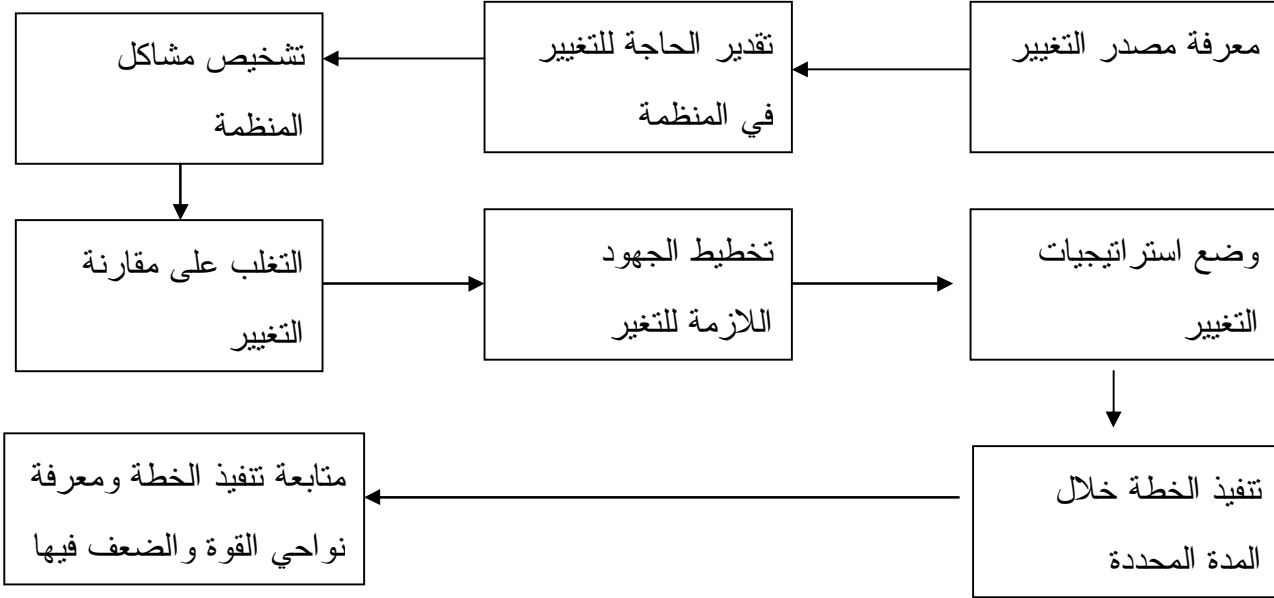 معرفة مصدر التغيير
تقدير الحاجة للتغيير
في المنظمة
تشخيص مشاكل
المنظمة
التغلب على مقارنة
التغيير
تخطيط الجهود
اللازمة للتغير
وضع استراتيجيات
التغيير
تنفيذ الخطة خلال
المدة المحددة
متابعة تنفيذ الخطة ومعرفة
نواحي القوة والضعف فيها